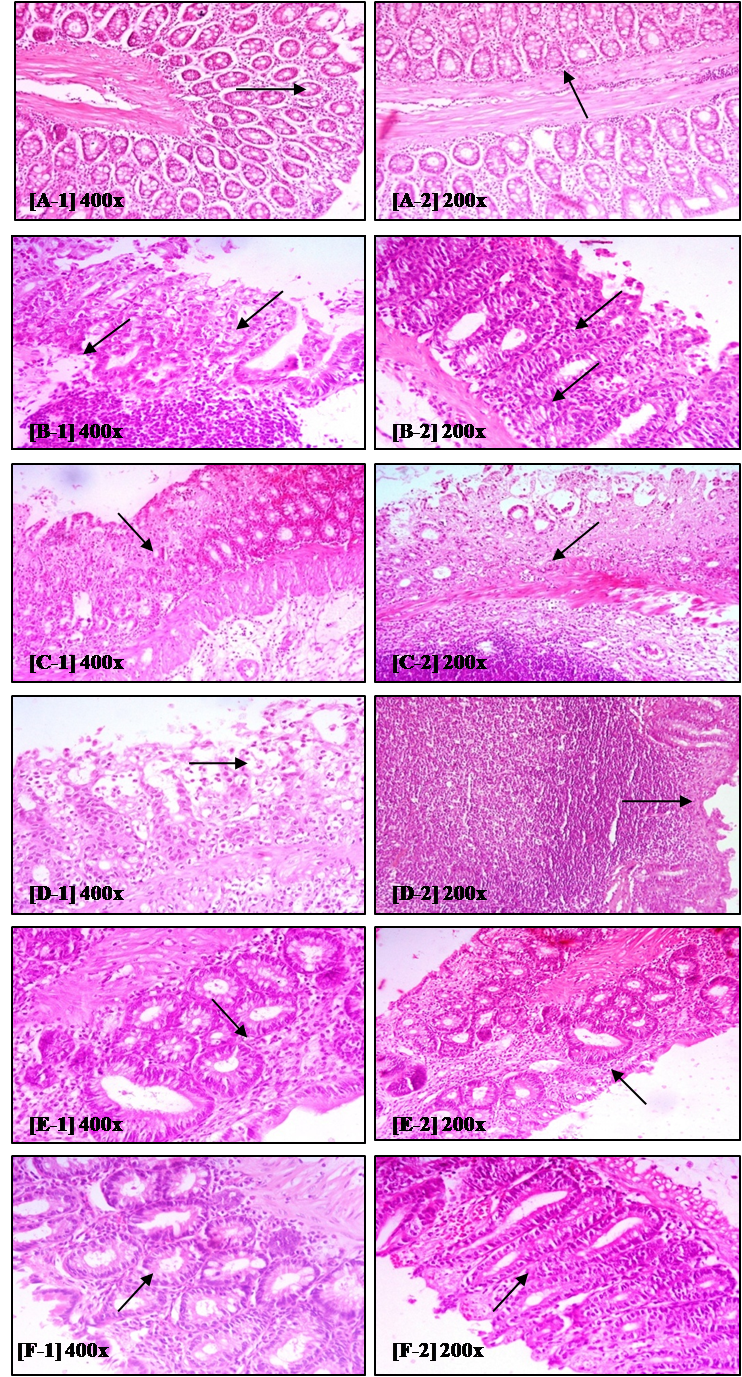 [A-1] 400x
[A-2] 200x
[B-1] 400x
[B-2] 200x
[C-1] 400x
[C-2] 200x
[D-1] 400x
[D-2] 200x
[E-1] 400x
[E-2] 200x
[F-1] 400x
[F-2] 200x